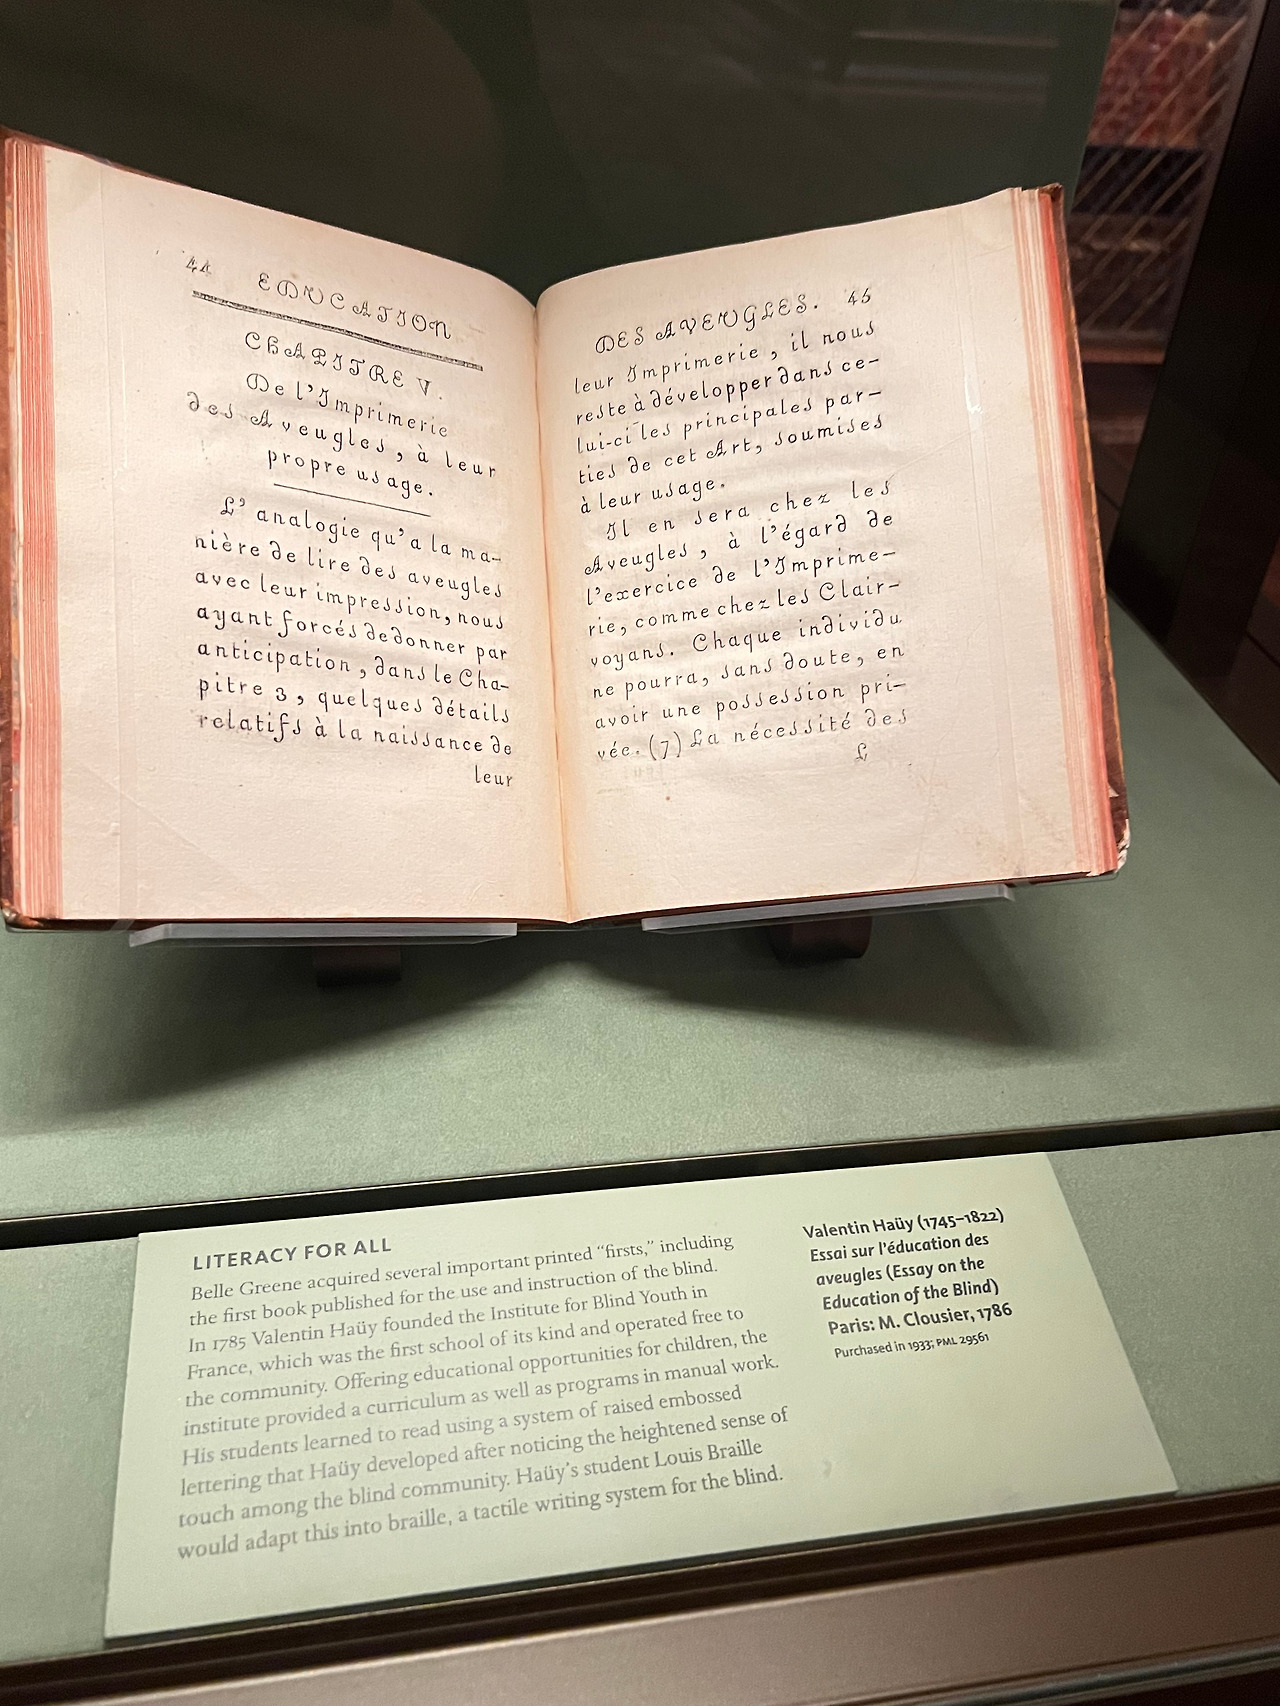 44 EDUCATION
CHAPITRE V.
De l'Imprimerie
des Aveugles, à leur
propre usage.
L'analogie qu'a la ma-
nière de lire des aveugles
avec leur impression, nous
ayant forcés de donner par
anticipation, dans le Cha-
pitre 3, quelques détails
relatifs à la naissance de
leur
DES AVEUGLES. 45
leur Imprimerie, il nous
reste à développer dans ce-
lui-ci les principales par-
ties de cet Art, soumises
à leur usage.
Il en sera chez les
Aveugles, à l'égard de
l'exercice de l'Imprime-
rie, comme chez les Clair-
voyans. Chaque individu
ne pourra, sans doute, en
avoir une possession pri-
vée. (7) La nécessité des
L
LITERACY FOR ALL
Belle Greene acquired several important printed “firsts,” including
the first book published for the use and instruction of the blind.
In 1785 Valentin Haüy founded the Institute for Blind Youth in
France, which was the first school of its kind and operated free to
the community. Offering educational opportunities for children, the
institute provided a curriculum as well as programs in manual work.
His students learned to read using a system of raised embossed
lettering that Haüy developed after noticing the heightened sense of
touch among the blind community. Haüy's student Louis Braille
would adapt this into braille, a tactile writing system for the blind.
Valentin Haüy (1745–1822)
Essai sur l'éducation des
aveugles (Essay on the
Education of the Blind)
Paris: M. Clousier, 1786
Purchased in 1933; PML 29561